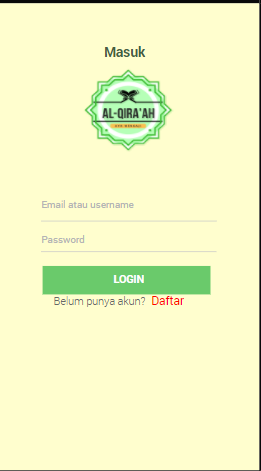 Masuk
AL-QIRA'AH
Email atau username
Password
LOGIN
Belum punya akun? Daftar